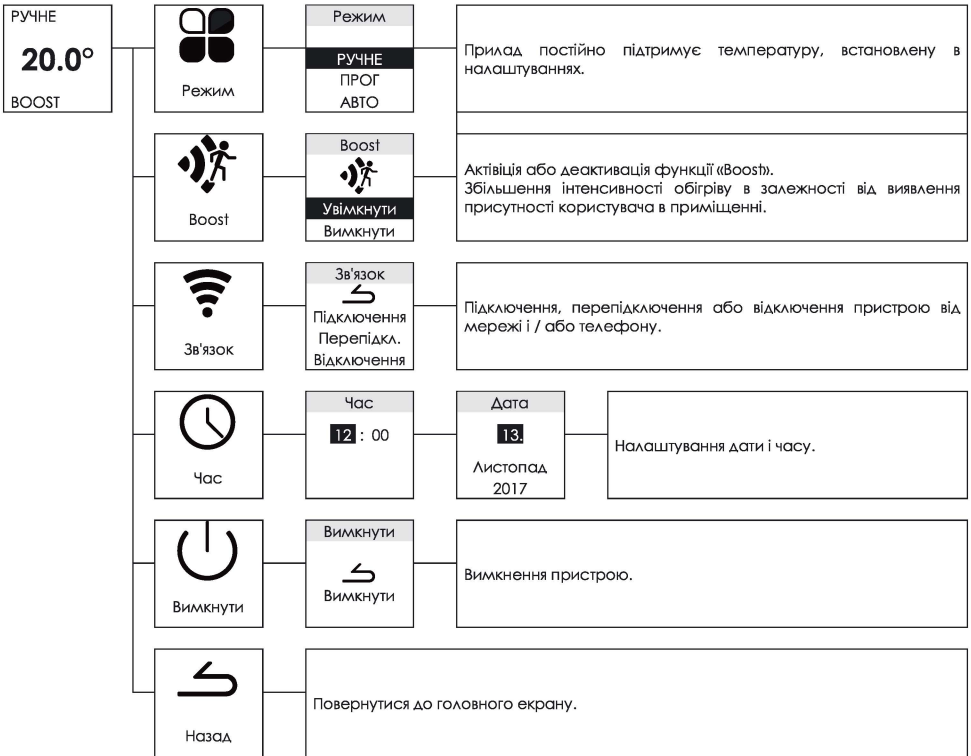 РУЧНЕ
20.0°
BOOST
Режим
Режим
РУЧНЕ
ПРОГ
АВТО
Прилад постійно підтримує температуру, встановлену в
налаштуваннях.
Boost
Boost
Увімкнути
Вимкнути
Актівіція або деактивація функції «Boost».
Збільшення інтенсивності обігріву в залежності від виявлення
присутності користувача в приміщенні.
Зв'язок
Зв'язок
Підключення
Перепідкл.
Відключення
Підключення, перепідключення або відключення пристрою від
мережі і / або телефону.
Час
Час
12 : 00
Дата
13.
Листопад
2017
Налаштування дати і часу.
Вимкнути
Вимкнути
Вимкнути
Вимкнення пристрою.
Назад
Повернутися до головного екрану.